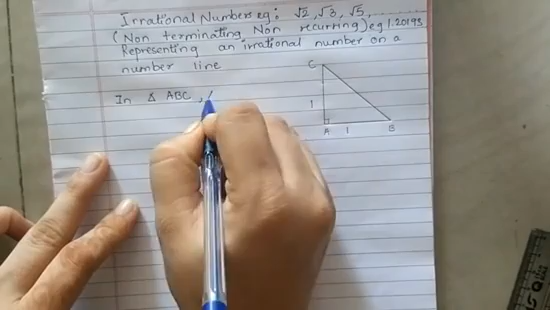 Irrational Numbers eg: √2, √3, √5, ......
(Non terminating, Non recurring) eg 1.20193
Representing an irrational number on a
number line
C
In Δ ABC ,
1
A 1 B